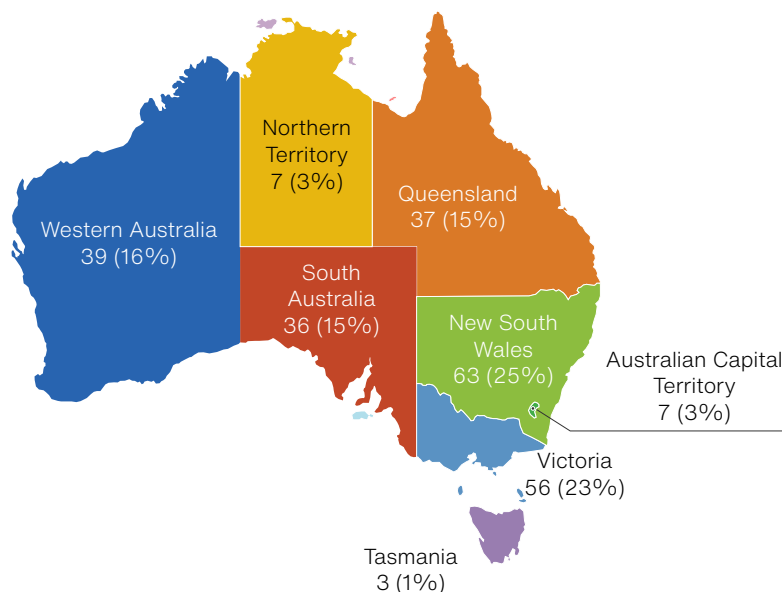 Northern
Territory
7 (3%)
Queensland
37 (15%)
Western Australia
39 (16%)
South
Australia
36 (15%)
New South
Wales
63 (25%)
Australian Capital
Territory
7 (3%)
Victoria
56 (23%)
Tasmania
3 (1%)